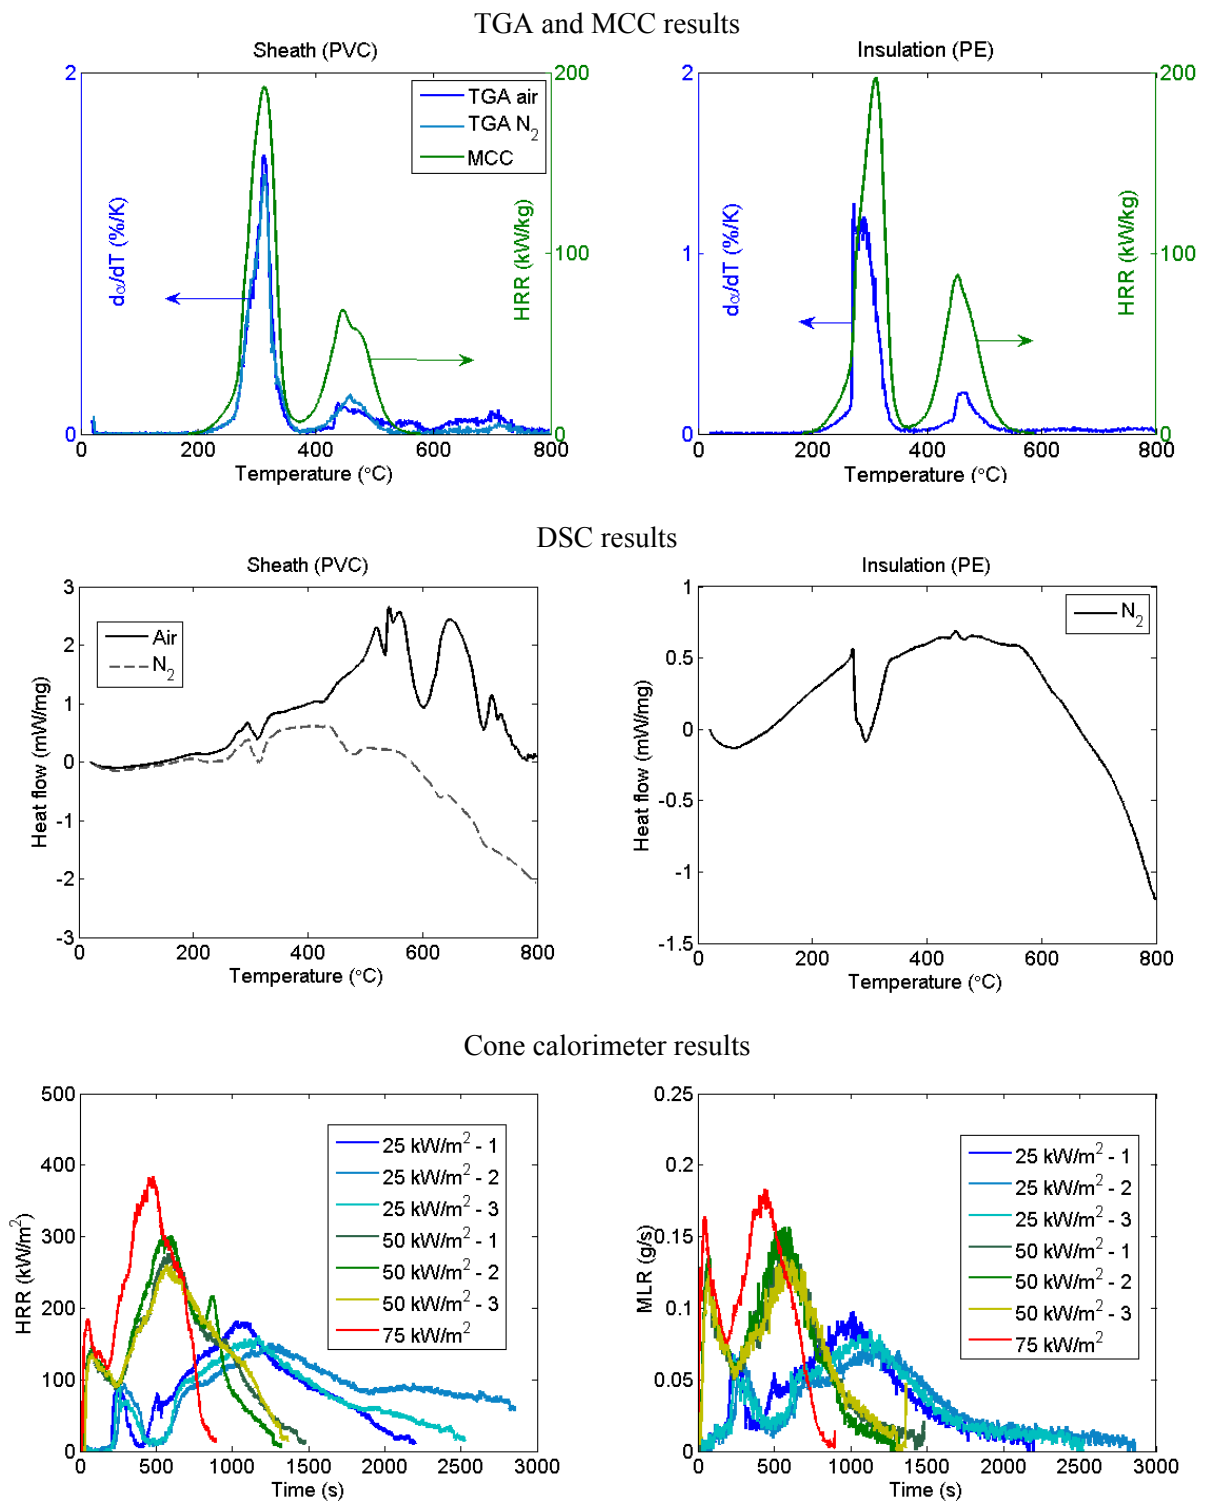 TGA and MCC results
Sheath (PVC)
2
0
dα/dT (%/K)
200
100
0
HRR (kW/kg)
TGA air
TGA N2
MCC
0 200 400 600 800
Temperature (°C)
Insulation (PE)
2
1
0
dα/dT (%/K)
200
100
0
HRR (kW/kg)
0 200 400 600 800
Temperature (°C)
DSC results
Sheath (PVC)
3
2
1
0
-1
-2
-3
Heat flow (mW/mg)
Air
N2
0 200 400 600 800
Temperature (°C)
Insulation (PE)
1
0.5
0
-0.5
-1
-1.5
Heat flow (mW/mg)
N2
0 200 400 600 800
Temperature (°C)
Cone calorimeter results
500
400
300
200
100
0
HRR (kW/m2)
25 kW/m2 - 1
25 kW/m2 - 2
25 kW/m2 - 3
50 kW/m2 - 1
50 kW/m2 - 2
50 kW/m2 - 3
75 kW/m2
0 500 1000 1500 2000 2500 3000
Time (s)
0.25
0.2
0.15
0.1
0.05
0
MLR (g/s)
25 kW/m2 - 1
25 kW/m2 - 2
25 kW/m2 - 3
50 kW/m2 - 1
50 kW/m2 - 2
50 kW/m2 - 3
75 kW/m2
0 500 1000 1500 2000 2500 3000
Time (s)